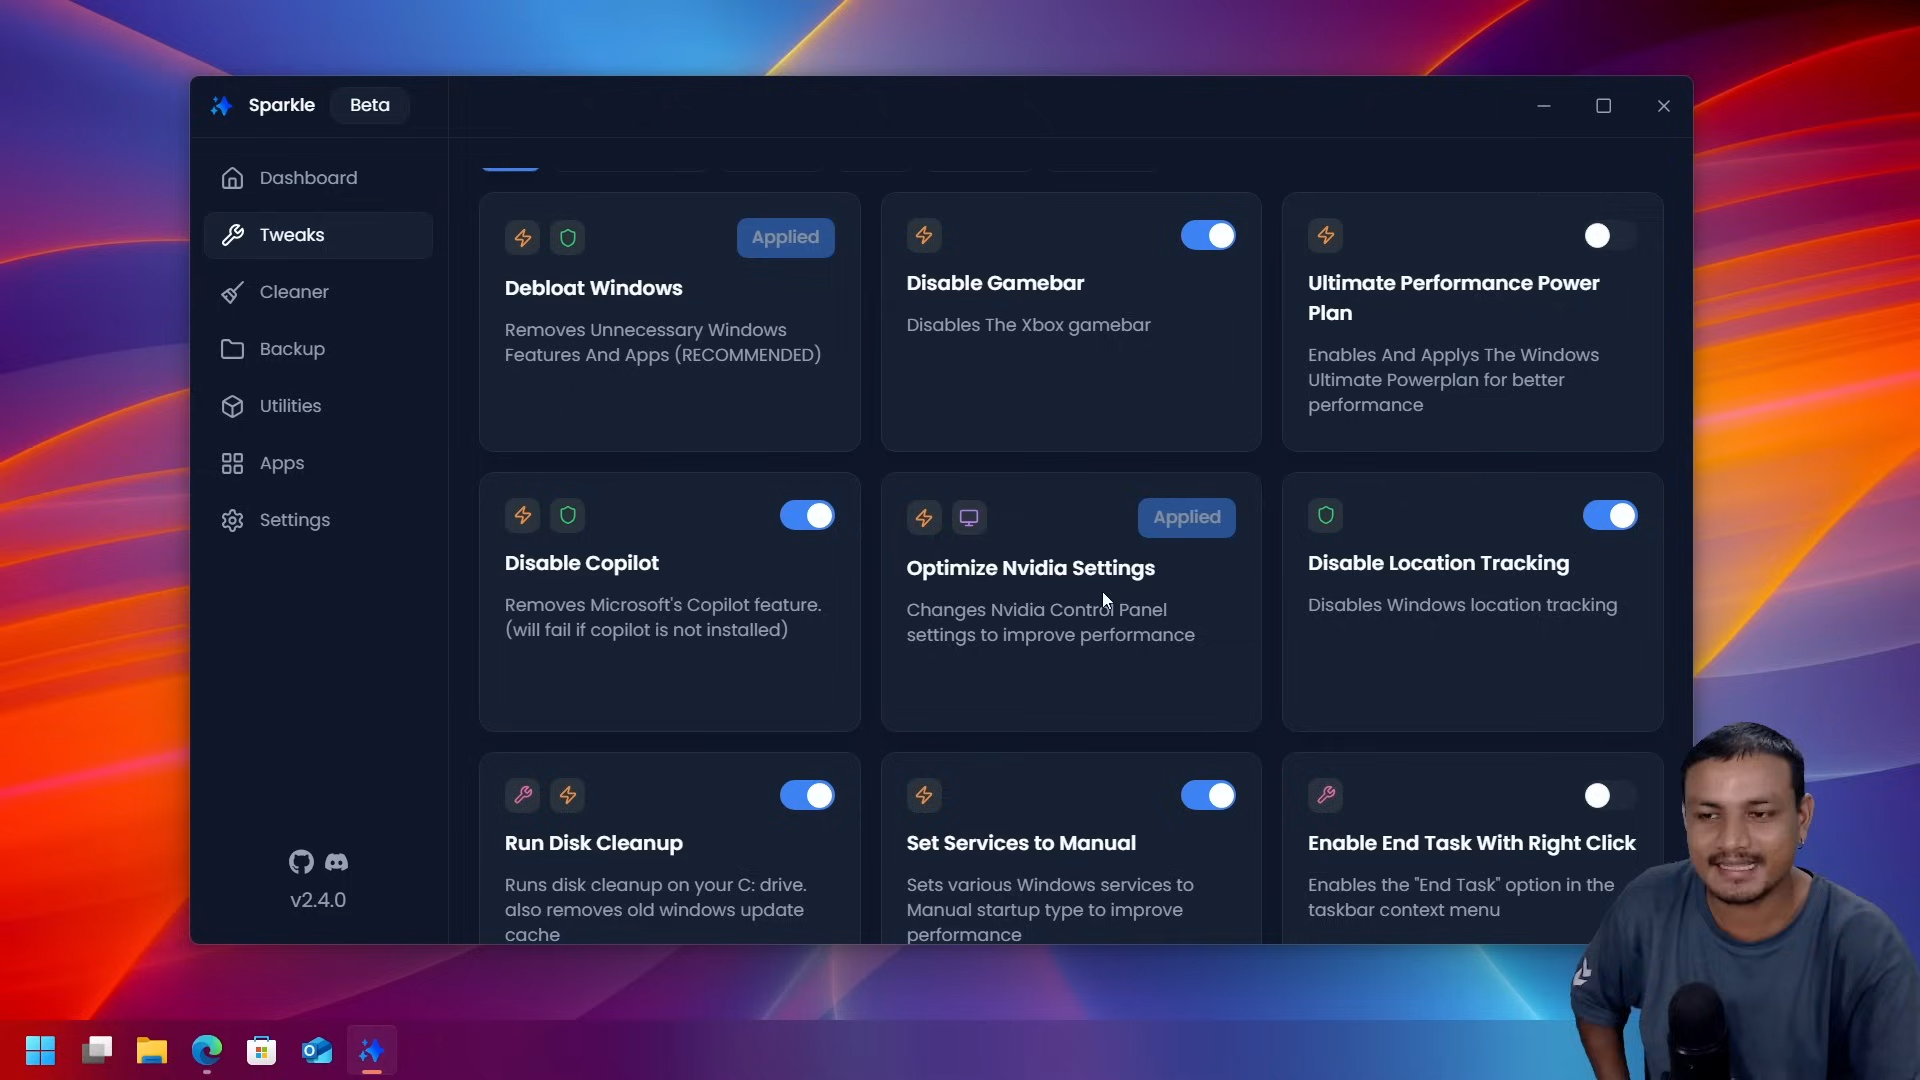 Sparkle Beta
Dashboard
Tweaks
Cleaner
Backup
Utilities
Apps
Settings
v2.4.0
Applied
Debloat Windows
Removes Unnecessary Windows
Features And Apps (RECOMMENDED)
Disable Gamebar
Disables The Xbox gamebar
Ultimate Performance Power
Plan
Enables And Applys The Windows
Ultimate Powerplan for better
performance
Disable Copilot
Removes Microsoft's Copilot feature.
(will fail if copilot is not installed)
Applied
Optimize Nvidia Settings
Changes Nvidia Control Panel
settings to improve performance
Disable Location Tracking
Disables Windows location tracking
Run Disk Cleanup
Runs disk cleanup on your C: drive.
also removes old windows update
cache
Set Services to Manual
Sets various Windows services to
Manual startup type to improve
performance
Enable End Task With Right Click
Enables the "End Task" option in the
taskbar context menu